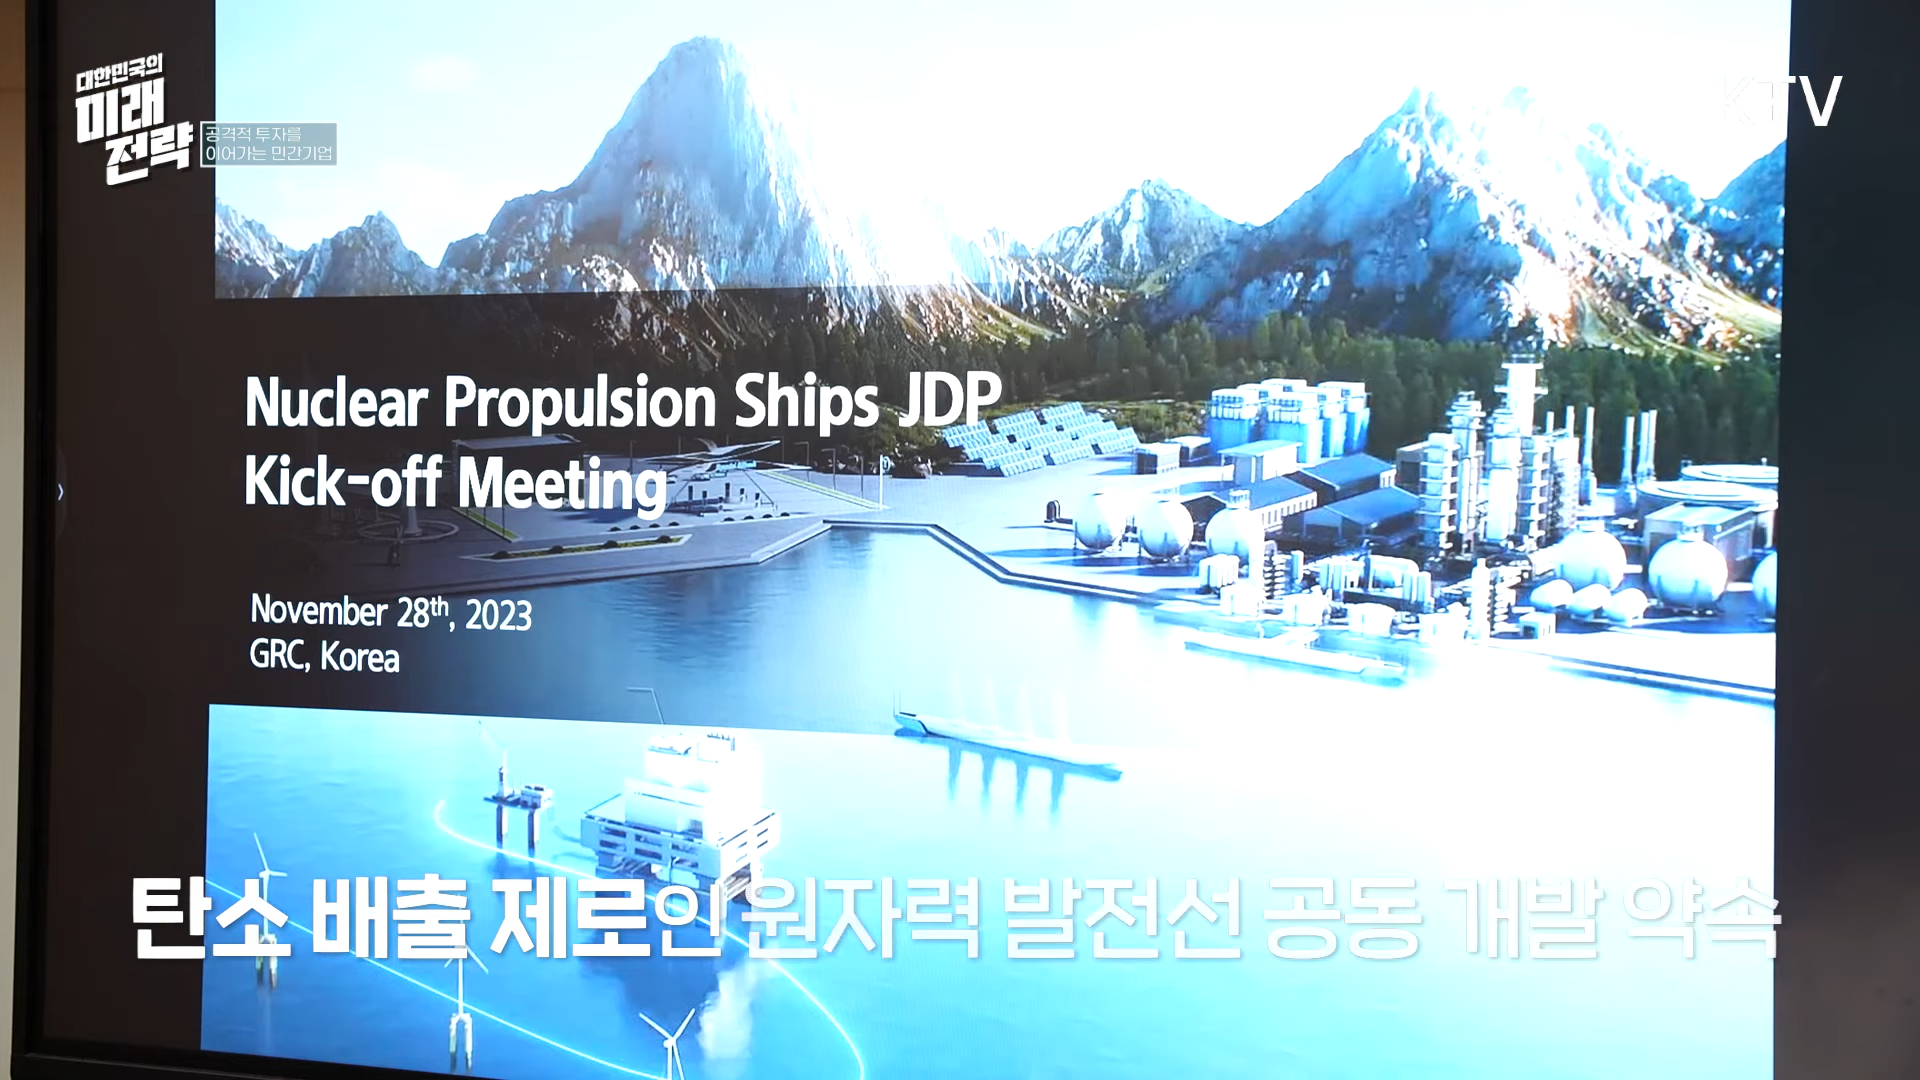 대한민국의
미래
전략
공격적 투자를
이어가는 민간기업
KTV
Nuclear Propulsion Ships JDP
Kick-off Meeting
November 28th, 2023
GRC, Korea
탄소 배출 제로인 원자력 발전선 공동 개발 약속